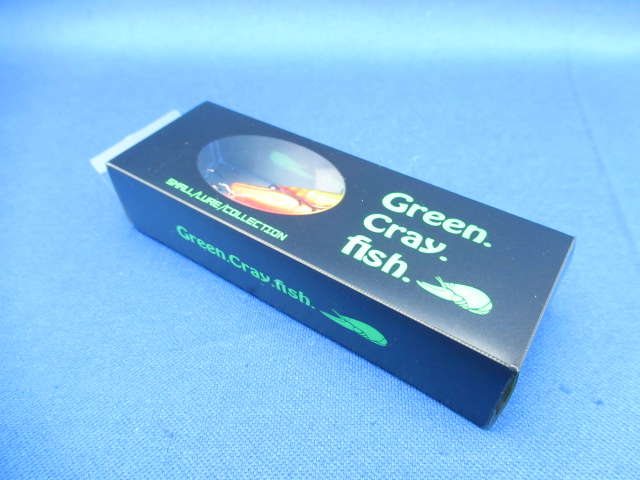 Green.
Cray.
fish.
SMALL/LURE/COLLECTION
Green.Cray.fish.